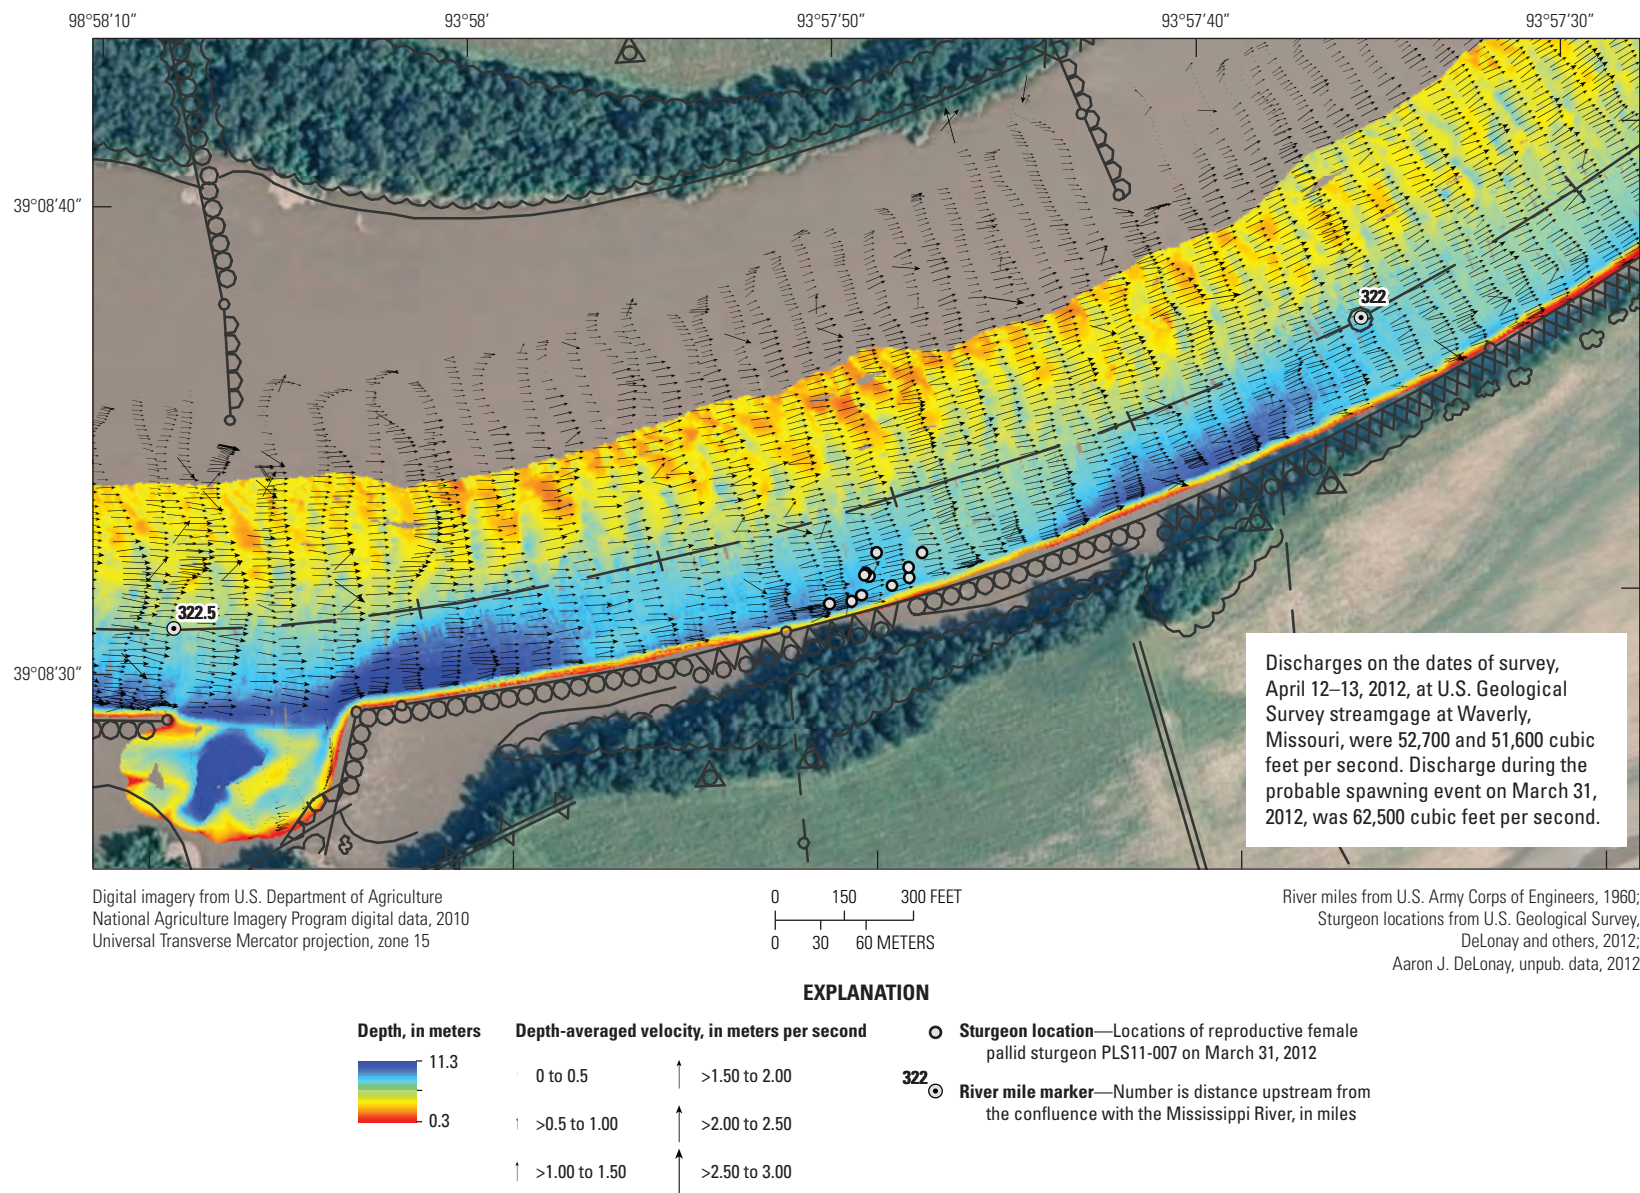 98°58'10" 93°58' 93°57'50" 93°57'40" 93°57'30"
39°08'40"
39°08'30"
322
322.5
Discharges on the dates of survey,
April 12–13, 2012, at U.S. Geological
Survey streamgage at Waverly,
Missouri, were 52,700 and 51,600 cubic
feet per second. Discharge during the
probable spawning event on March 31,
2012, was 62,500 cubic feet per second.
Digital imagery from U.S. Department of Agriculture
National Agriculture Imagery Program digital data, 2010
Universal Transverse Mercator projection, zone 15
0 150 300 FEET
0 30 60 METERS
River miles from U.S. Army Corps of Engineers, 1960;
Sturgeon locations from U.S. Geological Survey,
DeLonay and others, 2012;
Aaron J. DeLonay, unpub. data, 2012
EXPLANATION
Depth, in meters
11.3
0.3
Depth-averaged velocity, in meters per second
0 to 0.5
>0.5 to 1.00
>1.00 to 1.50
>1.50 to 2.00
>2.00 to 2.50
>2.50 to 3.00
Sturgeon location—Locations of reproductive female
pallid sturgeon PLS11-007 on March 31, 2012
322 River mile marker—Number is distance upstream from
the confluence with the Mississippi River, in miles